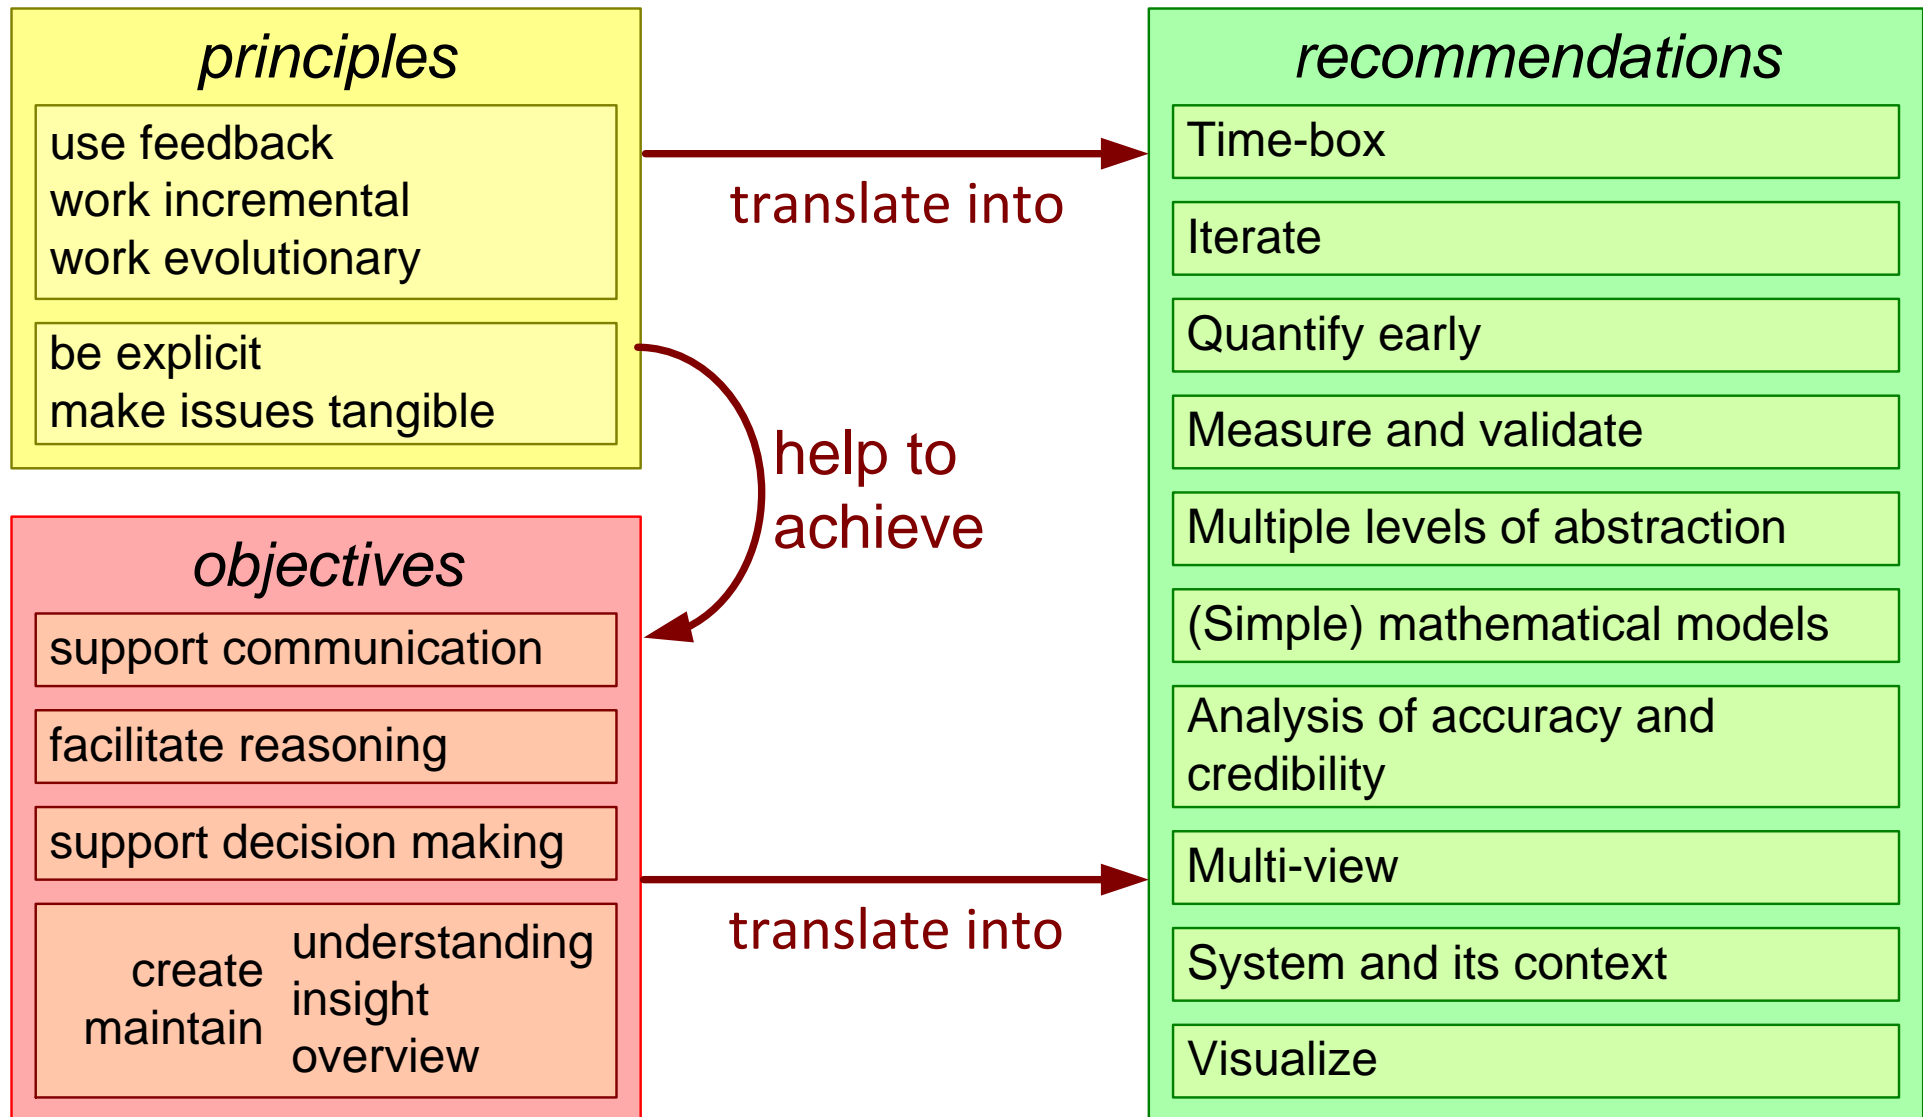 principles
use feedback
work incremental
work evolutionary
be explicit
make issues tangible
translate into
help to
achieve
objectives
support communication
facilitate reasoning
support decision making
create
maintain
understanding
insight
overview
translate into
recommendations
Time-box
Iterate
Quantify early
Measure and validate
Multiple levels of abstraction
(Simple) mathematical models
Analysis of accuracy and
credibility
Multi-view
System and its context
Visualize